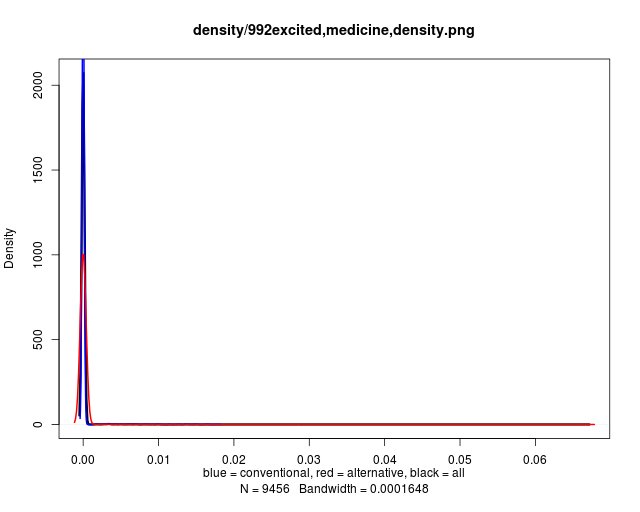 density/992excited,medicine,density.png
Density
2000
1500
1000
500
0
0.00 0.01 0.02 0.03 0.04 0.05 0.06
blue = conventional, red = alternative, black = all
N = 9456 Bandwidth = 0.0001648